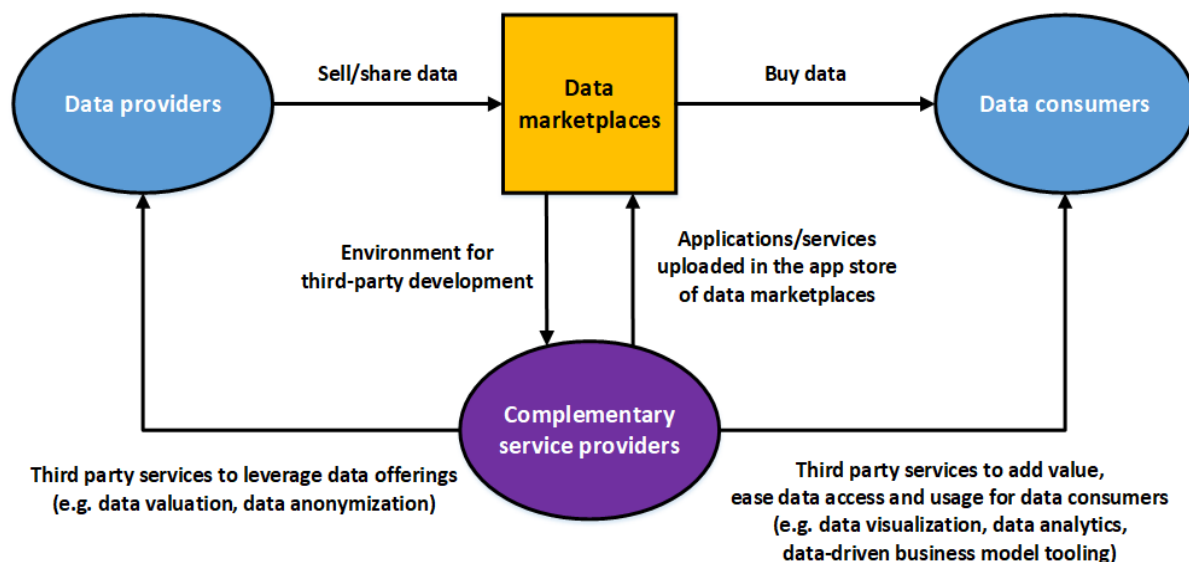 Data providers
Sell/share data
Data
marketplaces
Buy data
Data consumers
Environment for
third-party development
Applications/services
uploaded in the app store
of data marketplaces
Complementary
service providers
Third party services to leverage data offerings
(e.g. data valuation, data anonymization)
Third party services to add value,
ease data access and usage for data consumers
(e.g. data visualization, data analytics,
data-driven business model tooling)